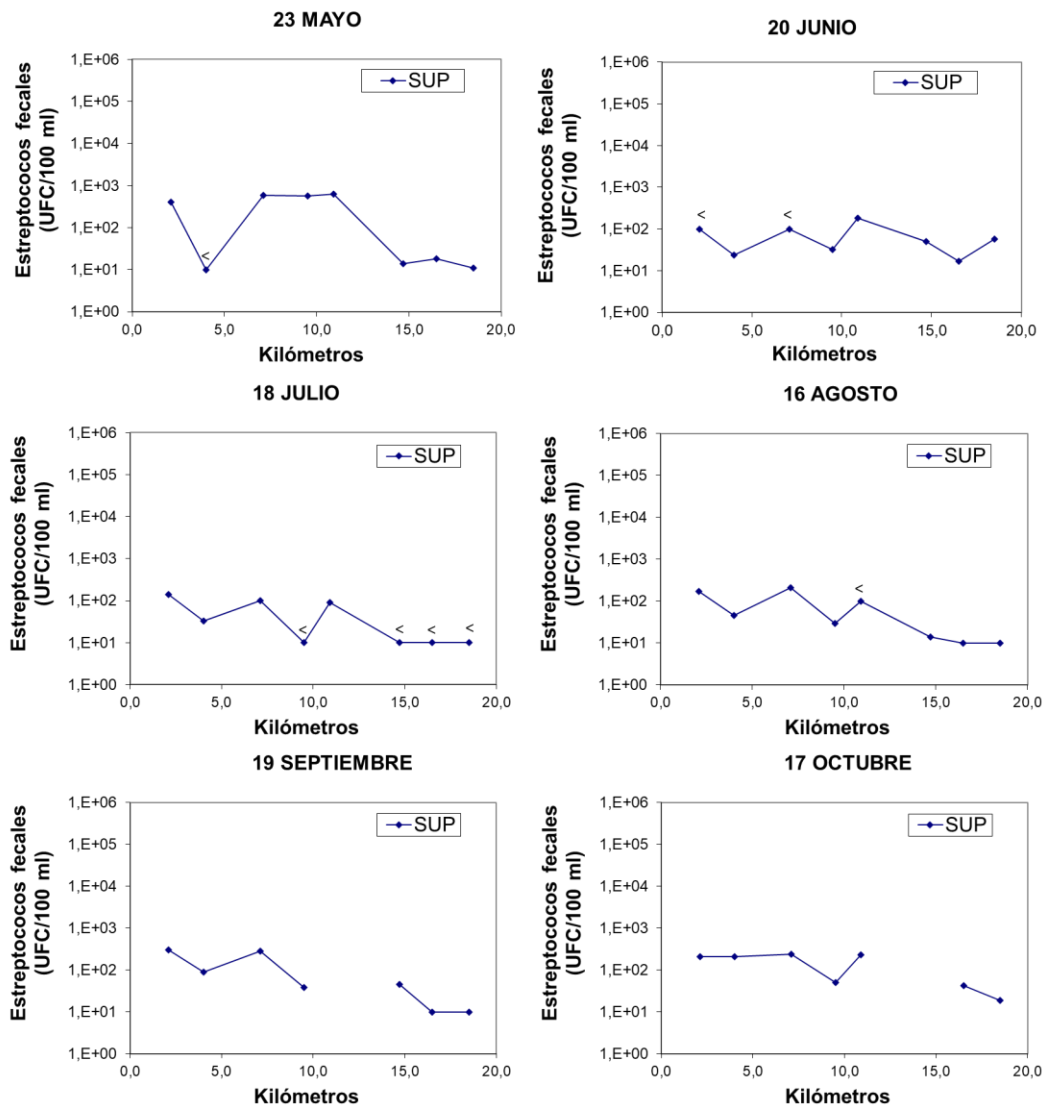 23 MAYO
Estreptococos fecales
(UFC/100 ml)
1,E+06
1,E+05
1,E+04
1,E+03
1,E+02
1,E+01
1,E+00
SUP
<
0,0 5,0 10,0 15,0 20,0
Kilómetros
20 JUNIO
Estreptococos fecales
(UFC/100 ml)
1,E+06
1,E+05
1,E+04
1,E+03
1,E+02
1,E+01
1,E+00
SUP
< <
0,0 5,0 10,0 15,0 20,0
Kilómetros
18 JULIO
Estreptococos fecales
(UFC/100 ml)
1,E+06
1,E+05
1,E+04
1,E+03
1,E+02
1,E+01
1,E+00
SUP
< < < <
0,0 5,0 10,0 15,0 20,0
Kilómetros
16 AGOSTO
Estreptococos fecales
(UFC/100 ml)
1,E+06
1,E+05
1,E+04
1,E+03
1,E+02
1,E+01
1,E+00
SUP
<
0,0 5,0 10,0 15,0 20,0
Kilómetros
19 SEPTIEMBRE
Estreptococos fecales
(UFC/100 ml)
1,E+06
1,E+05
1,E+04
1,E+03
1,E+02
1,E+01
1,E+00
SUP
0,0 5,0 10,0 15,0 20,0
Kilómetros
17 OCTUBRE
Estreptococos fecales
(UFC/100 ml)
1,E+06
1,E+05
1,E+04
1,E+03
1,E+02
1,E+01
1,E+00
SUP
0,0 5,0 10,0 15,0 20,0
Kilómetros